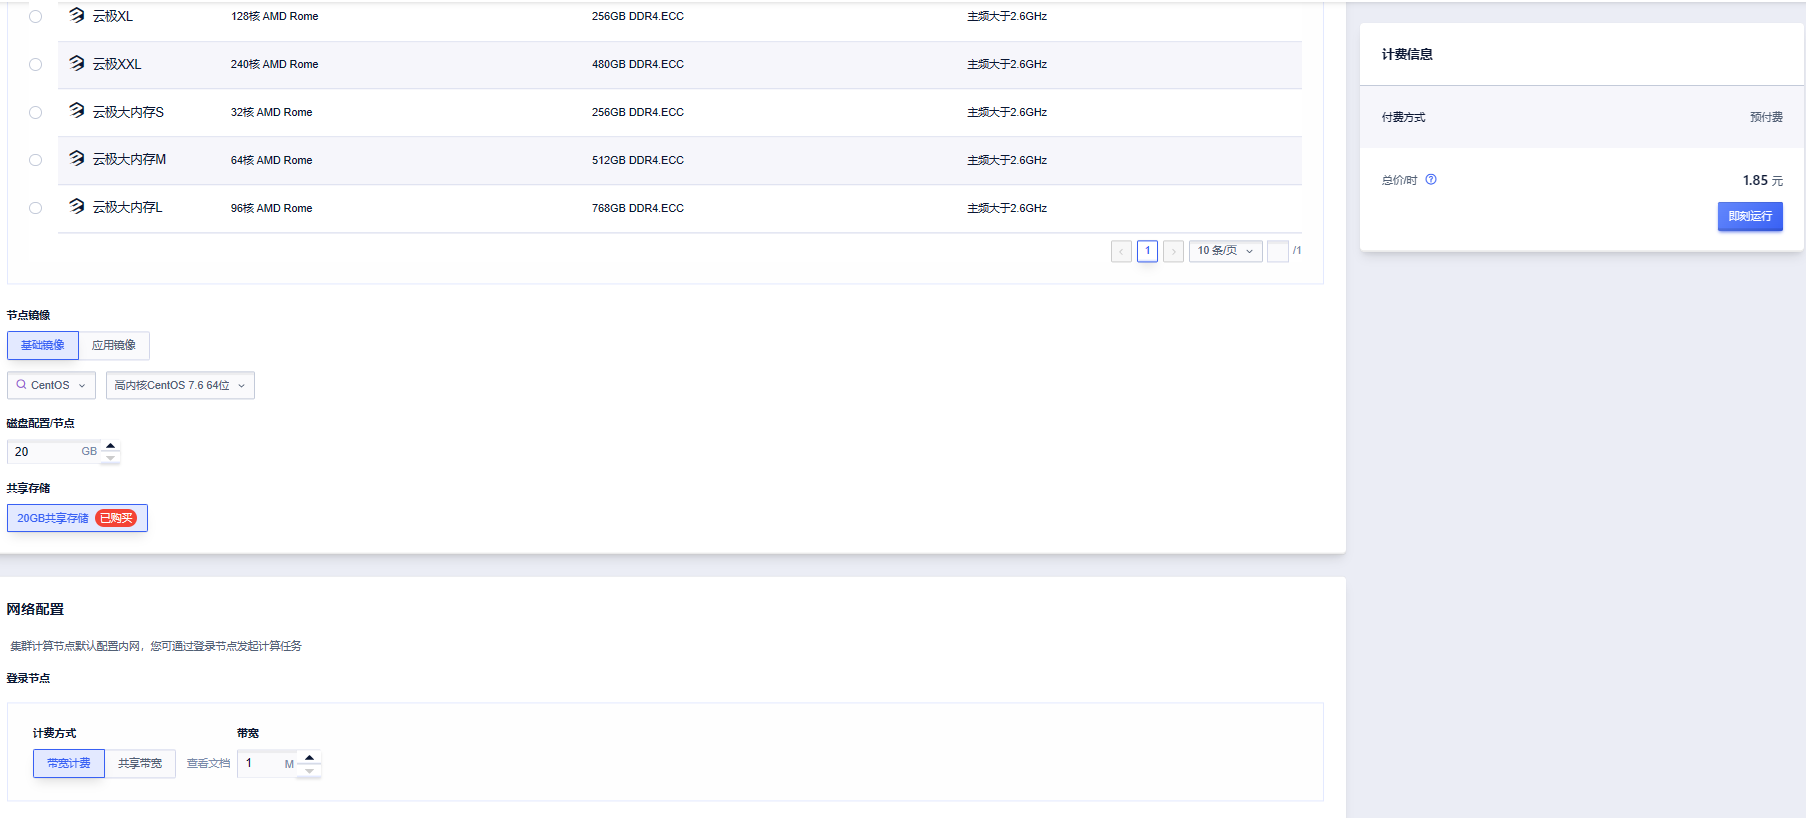 云极XL 128核 AMD Rome 256GB DDR4.ECC 主频大于2.6GHz
云极XXL 240核 AMD Rome 480GB DDR4.ECC 主频大于2.6GHz
云极大内存S 32核 AMD Rome 256GB DDR4.ECC 主频大于2.6GHz
云极大内存M 64核 AMD Rome 512GB DDR4.ECC 主频大于2.6GHz
云极大内存L 96核 AMD Rome 768GB DDR4.ECC 主频大于2.6GHz
1 10 条/页 /1
节点镜像
基础镜像 应用镜像
CentOS 高内核CentOS 7.6 64位
磁盘配置/节点
20 GB
共享存储
20GB共享存储 已购买
网络配置
集群计算节点默认配置内网，您可通过登录节点发起计算任务
登录节点
计费方式 带宽
带宽计费 共享带宽 查看文档 1 M
计费信息
付费方式 预付费
总价/时 1.85 元
即刻运行